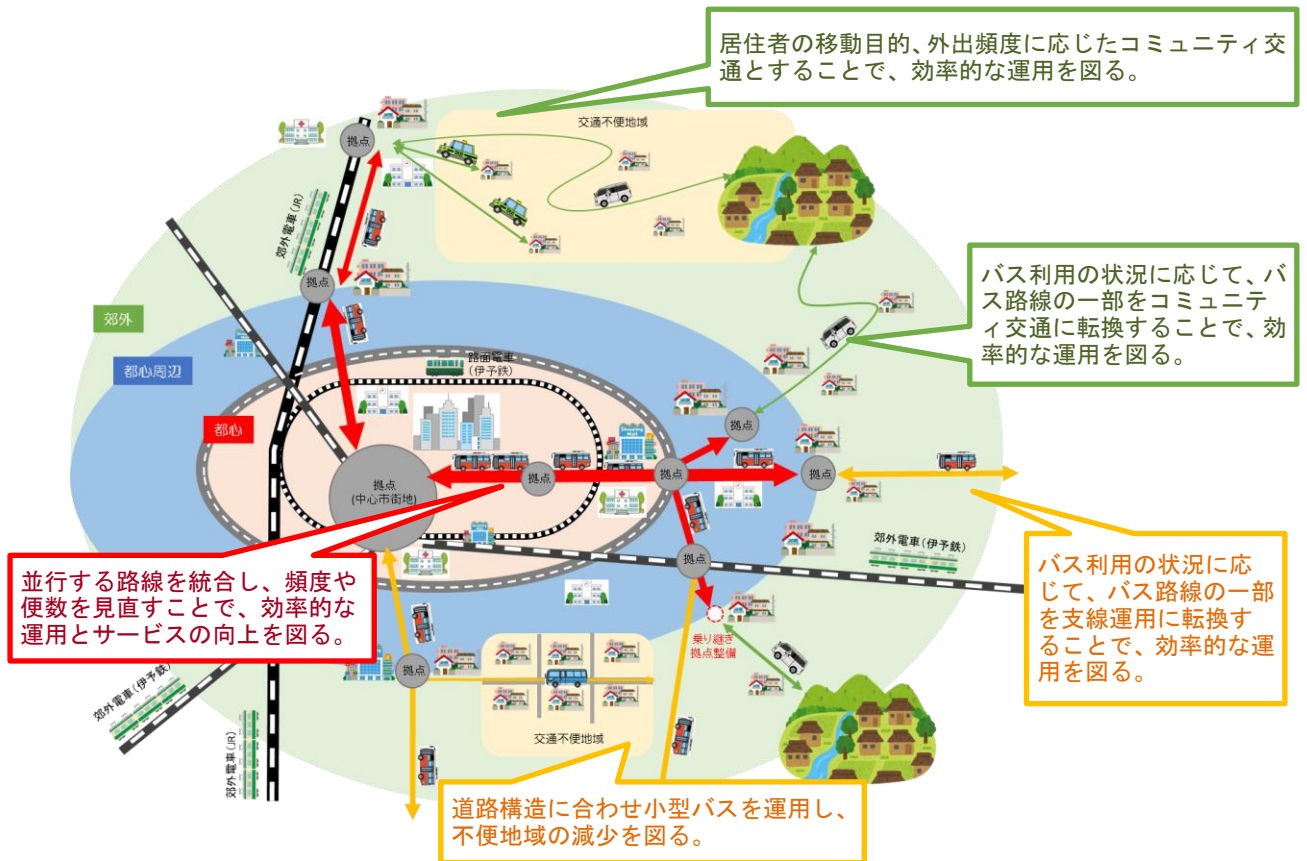 居住者の移動目的、外出頻度に応じたコミュニティ交
通とすることで、効率的な運用を図る。
交通不便地域
拠点
郊外電車(JR)
拠点
バス利用の状況に応じて、バ
ス路線の一部をコミュニテ
ィ交通に転換することで、効
率的な運用を図る。
郊外
都心周辺
都心
路面電車
(伊予鉄)
Shopping Mall
拠点
拠点
拠点
拠点
拠点
(中心市街地)
郊外電車(伊予鉄)
拠点
並行する路線を統合し、頻度や
便数を見直すことで、効率的な
運用とサービスの向上を図る。
バス利用の状況に応
じて、バス路線の一部
を支線運用に転換す
ることで、効率的な運
用を図る。
乗り継ぎ
拠点整備
拠点
郊外電車(伊予鉄)
郊外電車(JR)
交通不便地域
道路構造に合わせ小型バスを運用し、
不便地域の減少を図る。